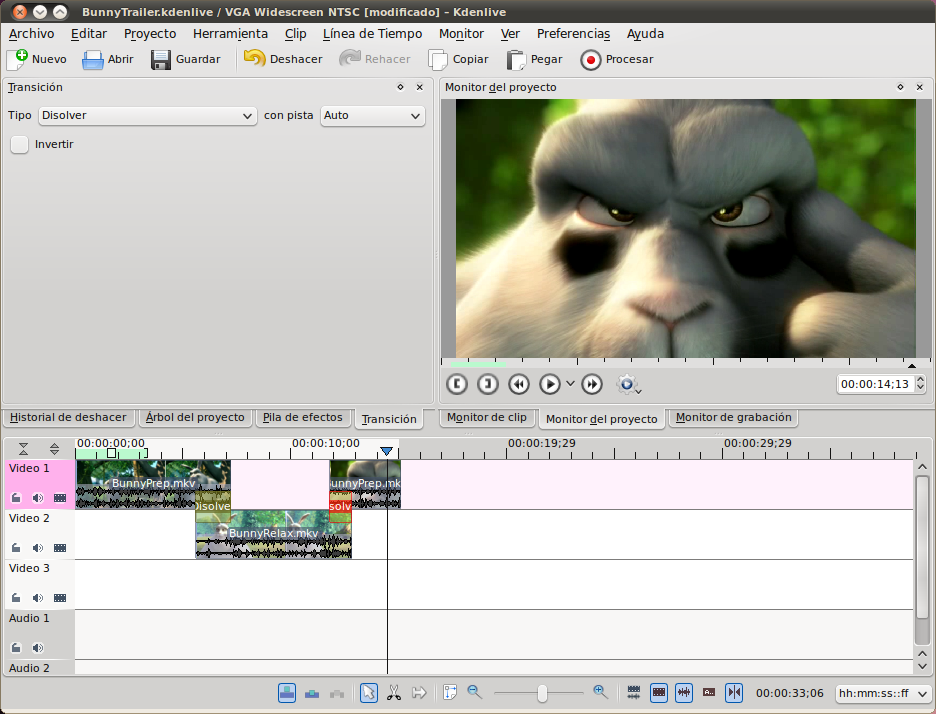 BunnyTrailer.kdenlive / VGA Widescreen NTSC [modificado] – Kdenlive
Archivo Editar Proyecto Herramienta Clip Línea de Tiempo Monitor Ver Preferencias Ayuda
Nuevo Abrir Guardar Deshacer Rehacer Copiar Pegar Procesar
Transición
Monitor del proyecto
Tipo Disolver con pista Auto
Invertir
00:00:14;13
Historial de deshacer Árbol del proyecto Pila de efectos Transición Monitor de clip Monitor del proyecto Monitor de grabación
00:00:00;00 00:00:10;00 00:00:19;29 00:00:29;29
Video 1
BunnyPrep.mkv unnyPrep.mk
Disolve solv
Video 2
BunnyRelax.mkv
Video 3
Audio 1
Audio 2
00:00:33;06 hh:mm:ss::ff